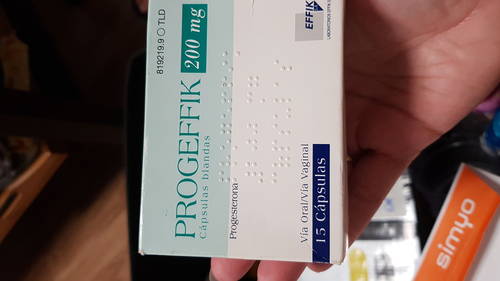 819219.9 O TLD
PROGEFFIK 200 mg
Cápsulas blandas
Progesterona
Vía Oral/Vía Vaginal
15 Cápsulas
EFFIK
simyo